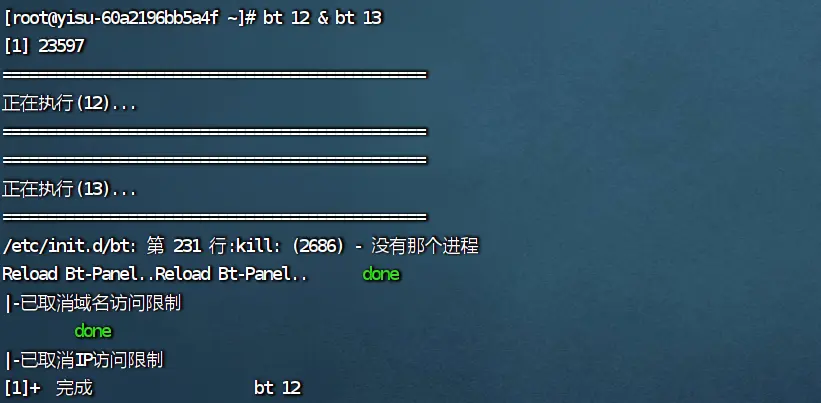 [root@yisu-60a2196bb5a4f ~]# bt 12 & bt 13
[1] 23597
===============================================
正在执行(12)...
===============================================
===============================================
正在执行(13)...
===============================================
/etc/init.d/bt: 第 231 行:kill: (2686) - 没有那个进程
Reload Bt-Panel..Reload Bt-Panel.. done
|-已取消域名访问限制
done
|-已取消IP访问限制
[1]+ 完成 bt 12